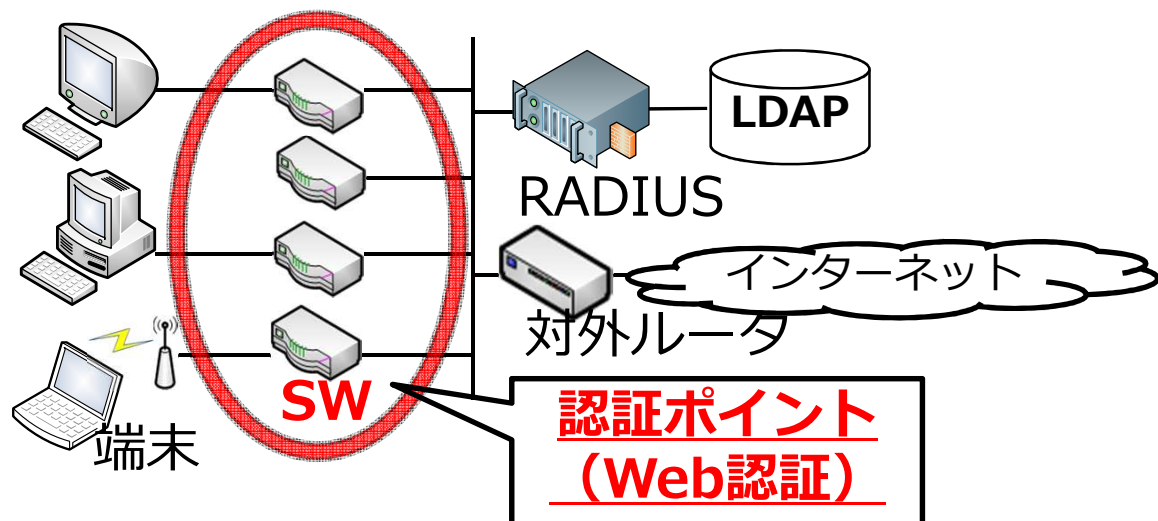 LDAP
RADIUS
インターネット
対外ルータ
SW
端末
認証ポイント
（Web認証）